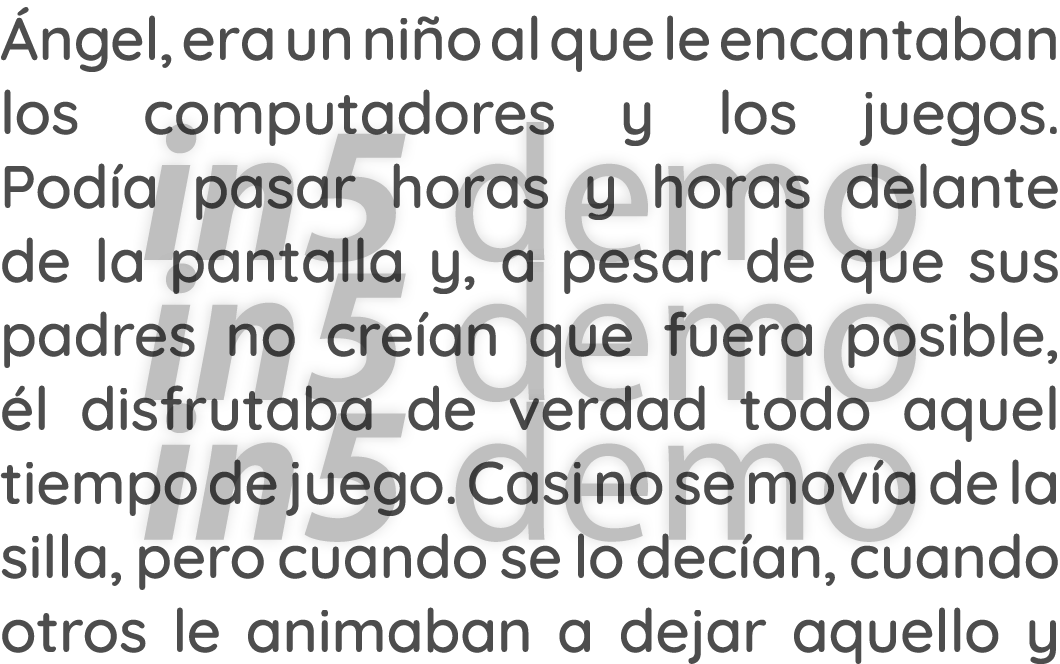 Ángel, era un niño al que le encantaban
los computadores y los juegos.
Podía pasar horas y horas delante
de la pantalla y, a pesar de que sus
padres no creían que fuera posible,
él disfrutaba de verdad todo aquel
tiempo de juego. Casi no se movía de la
silla, pero cuando se lo decían, cuando
otros le animaban a dejar aquello y
in5 demo
in5 demo
in5 demo